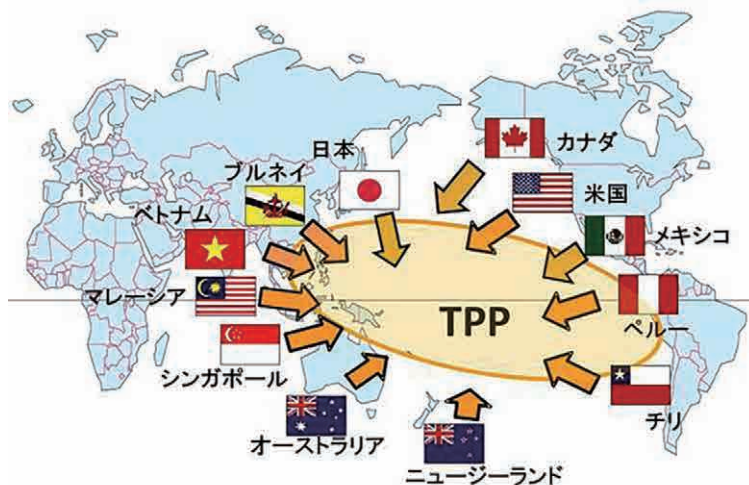 日本
カナダ
ブルネイ
米国
ベトナム
メキシコ
マレーシア
TPP
ペルー
シンガポール
チリ
オーストラリア
ニュージーランド